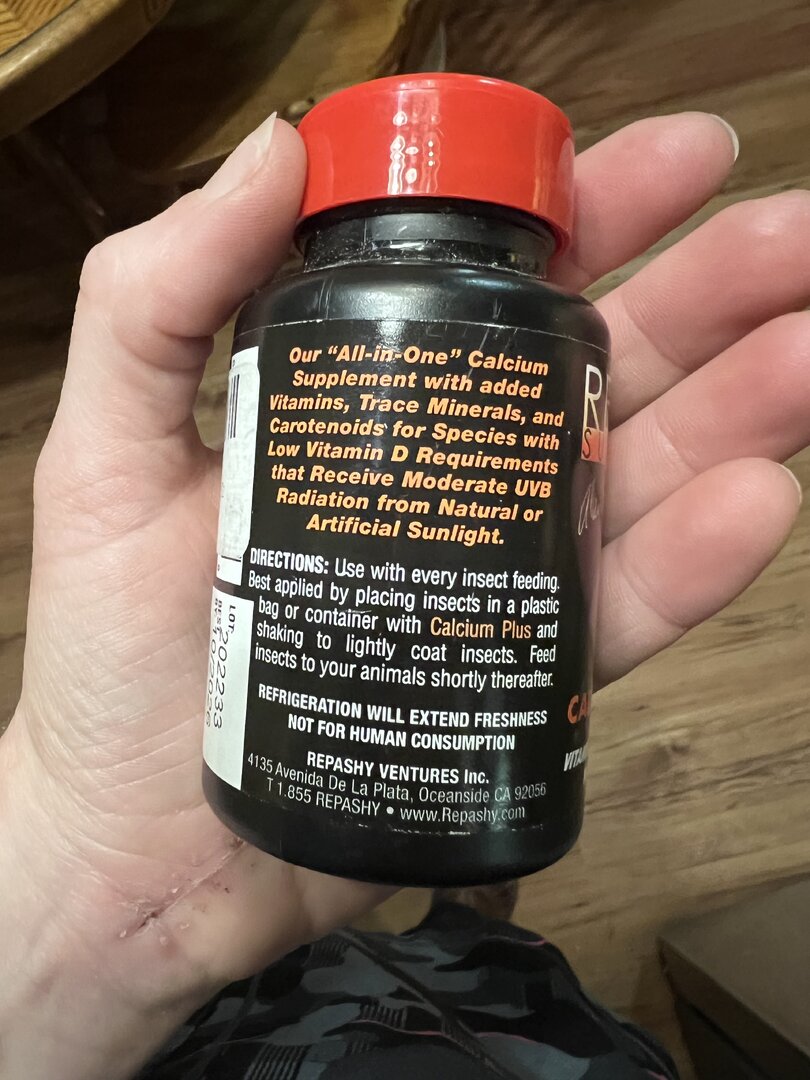 Our "All-in-One" Calcium
Supplement with added
Vitamins, Trace Minerals, and
Carotenoids for Species with
Low Vitamin D Requirements
that Receive Moderate UVB
Radiation from Natural or
Artificial Sunlight.
DIRECTIONS: Use with every insect feeding.
Best applied by placing insects in a plastic
bag or container with Calcium Plus and
shaking to lightly coat insects. Feed
insects to your animals shortly thereafter.
REFRIGERATION WILL EXTEND FRESHNESS
NOT FOR HUMAN CONSUMPTION
REPASHY VENTURES Inc.
4135 Avenida De La Plata, Oceanside CA 92056
T 1.855 REPASHY • www.Repashy.com
LOT
BEST
BY